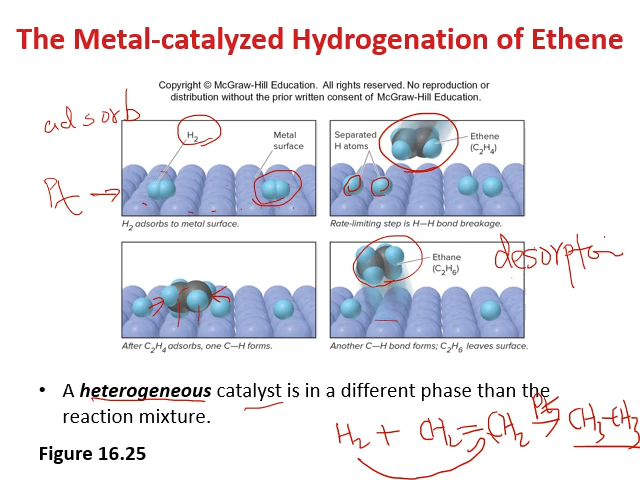 The Metal-catalyzed Hydrogenation of Ethene
Copyright © McGraw-Hill Education. All rights reserved. No reproduction or
distribution without the prior written consent of McGraw-Hill Education.
adsorb
H₂
Metal
surface
Pt →
H₂ adsorbs to metal surface.
Separated
H atoms
Ethene
(C₂H₄)
Rate-limiting step is H—H bond breakage.
After C₂H₄ adsorbs, one C—H forms.
Ethane
(C₂H₆)
desorption
Another C—H bond forms; C₂H₆ leaves surface.
• A heterogeneous catalyst is in a different phase than the
reaction mixture.
H₂ + CH₂=CH₂ Pt→ CH₃-CH₃
Figure 16.25